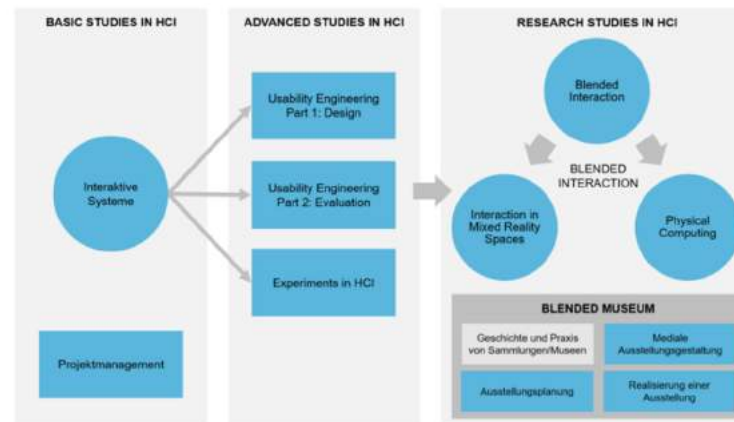 BASIC STUDIES IN HCI
Interaktive
Systeme
Projektmanagement
ADVANCED STUDIES IN HCI
Usability Engineering
Part 1: Design
Usability Engineering
Part 2: Evaluation
Experiments in HCI
RESEARCH STUDIES IN HCI
Blended
Interaction
BLENDED
INTERACTION
Interaction in
Mixed Reality
Spaces
Physical
Computing
BLENDED MUSEUM
Geschichte und Praxis
von Sammlungen/Museen
Mediale
Ausstellungsgestaltung
Ausstellungsplanung
Realisierung einer
Ausstellung